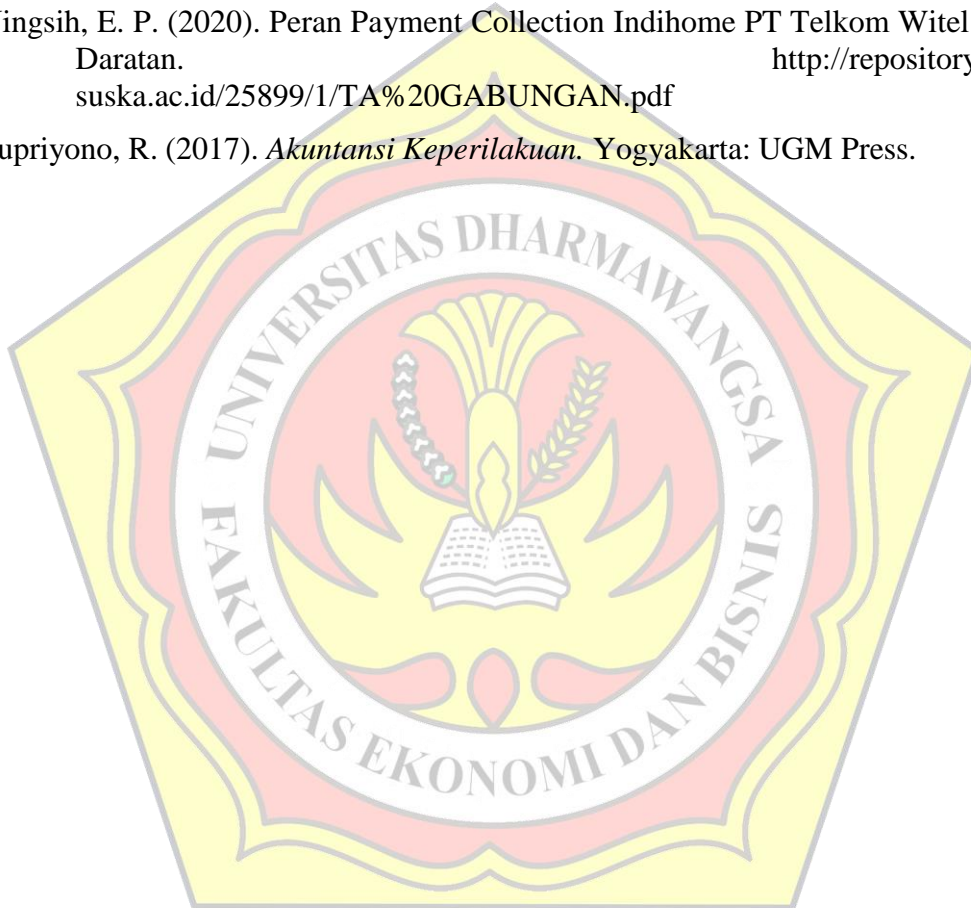 ingsih, E. P. (2020). Peran Payment Collection Indihome PT Telkom Witel
Daratan. http://repository
suska.ac.id/25899/1/TA%20GABUNGAN.pdf
upriyono, R. (2017). Akuntansi Keperilakuan. Yogyakarta: UGM Press.
UNIVERSITAS DHARMAWANGSA
FAKULTAS EKONOMI DAN BISNIS